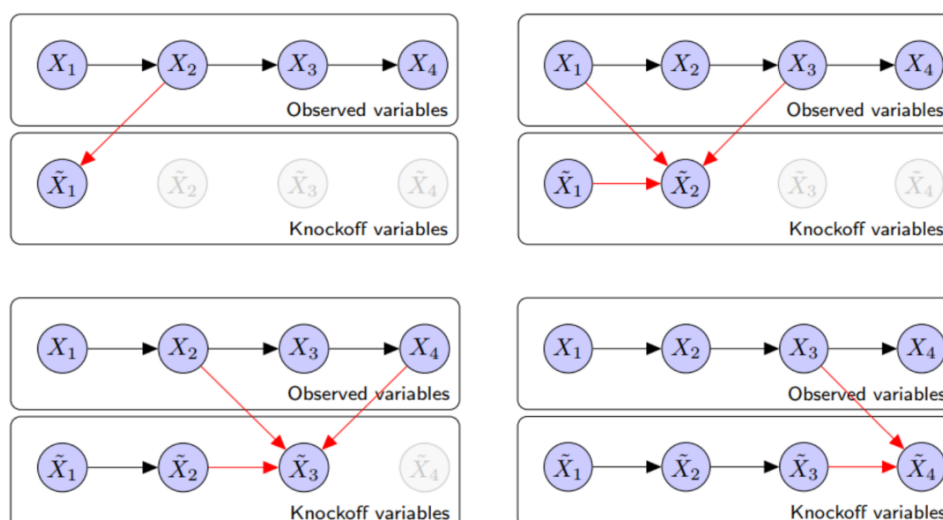 X₁ X₂ X₃ X₄
Observed variables
X̃₁ X̃₂ X̃₃ X̃₄
Knockoff variables
X₁ X₂ X₃ X₄
Observed variables
X̃₁ X̃₂ X̃₃ X̃₄
Knockoff variables
X₁ X₂ X₃ X₄
Observed variables
X̃₁ X̃₂ X̃₃ X̃₄
Knockoff variables
X₁ X₂ X₃ X₄
Observed variables
X̃₁ X̃₂ X̃₃ X̃₄
Knockoff variables